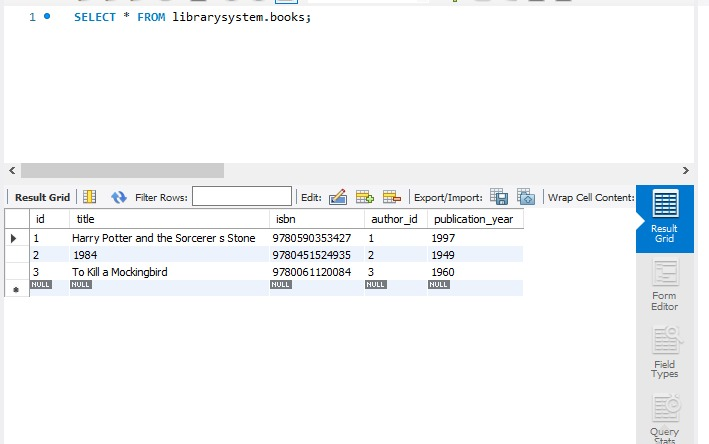 1 SELECT * FROM librarysystem.books;
Result Grid Filter Rows: Edit: Export/Import: Wrap Cell Content:
id title isbn author_id publication_year
1 Harry Potter and the Sorcerer s Stone 9780590353427 1 1997
2 1984 9780451524935 2 1949
3 To Kill a Mockingbird 9780061120084 3 1960
NULL NULL NULL NULL NULL
Result
Grid
Form
Editor
Field
Types
Query
Stats